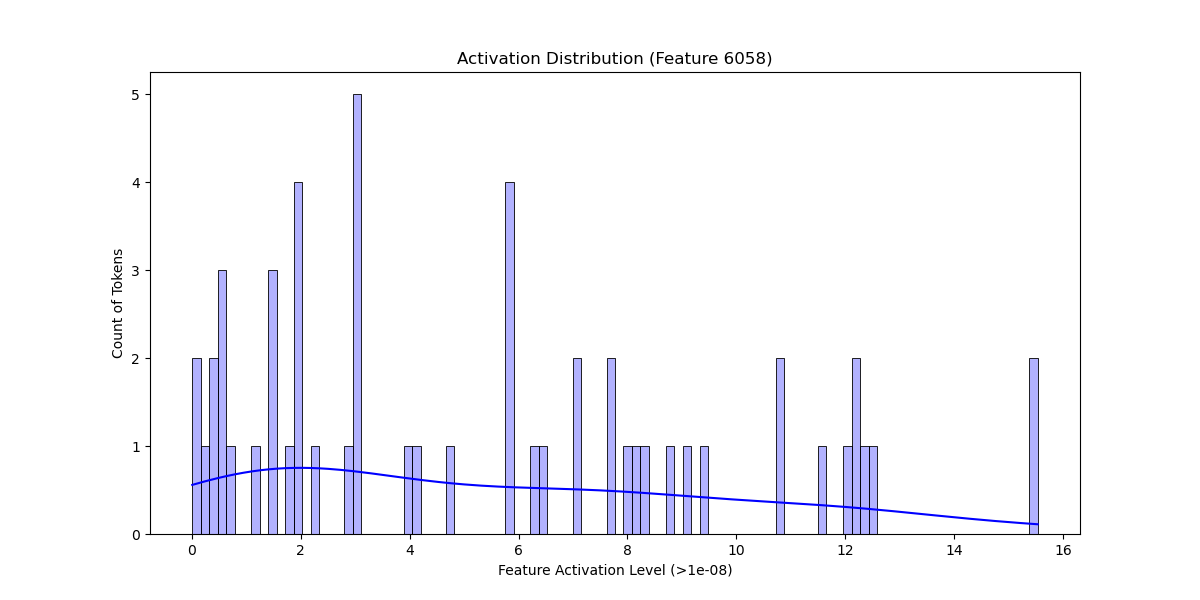 Activation Distribution (Feature 6058)
5
4
3
2
1
0
Count of Tokens
0 2 4 6 8 10 12 14 16
Feature Activation Level (>1e-08)